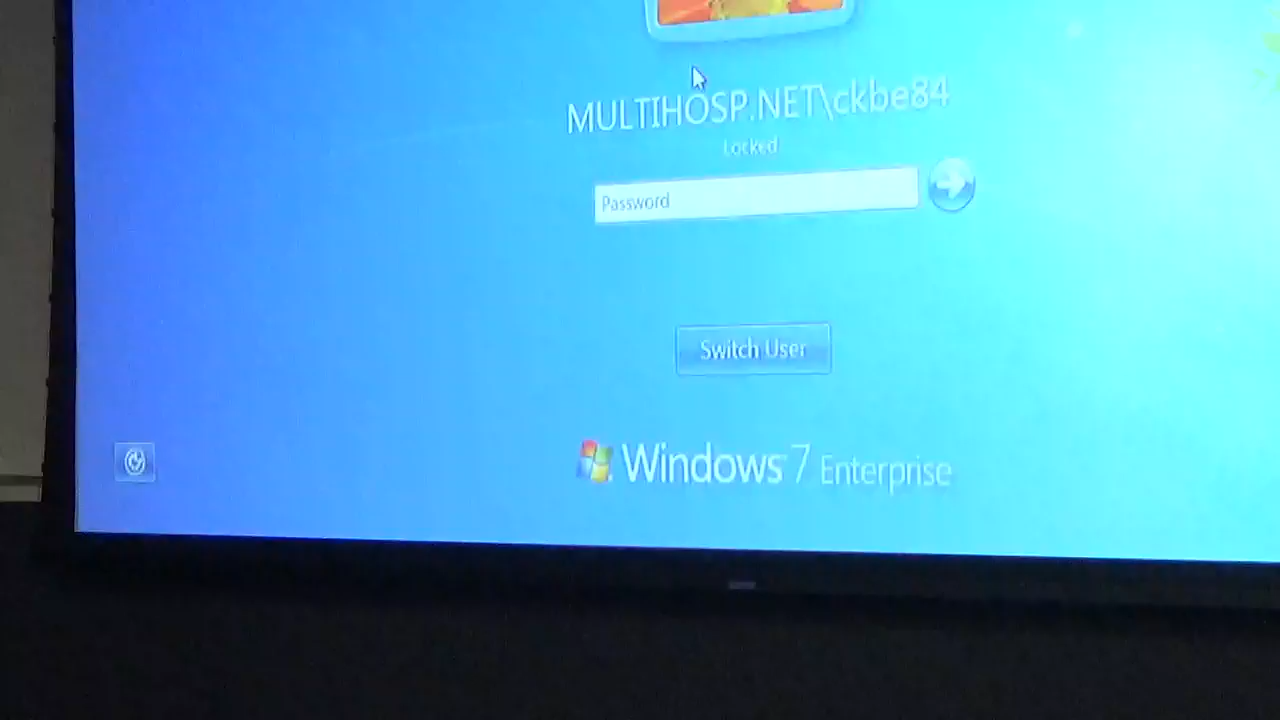 MULTIHOSP.NET\ckbe84
Locked
Password
Switch User
Windows 7 Enterprise